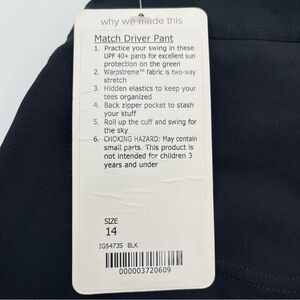 why we made this
Match Driver Pant
1. Practice your swing in these
UPF 40+ pants for excellent sun
protection on the green
2. Warpstreme™ fabric is two-way
stretch
3. Hidden elastics to keep your
tees organized
4. Back zipper pocket to stash
your stuff
5. Roll up the cuff and swing for
the sky
6. CHOKING HAZARD: May contain
small parts. This product is
not intended for children 3
years and under
SIZE
14
IG5473S BLK
000003720609